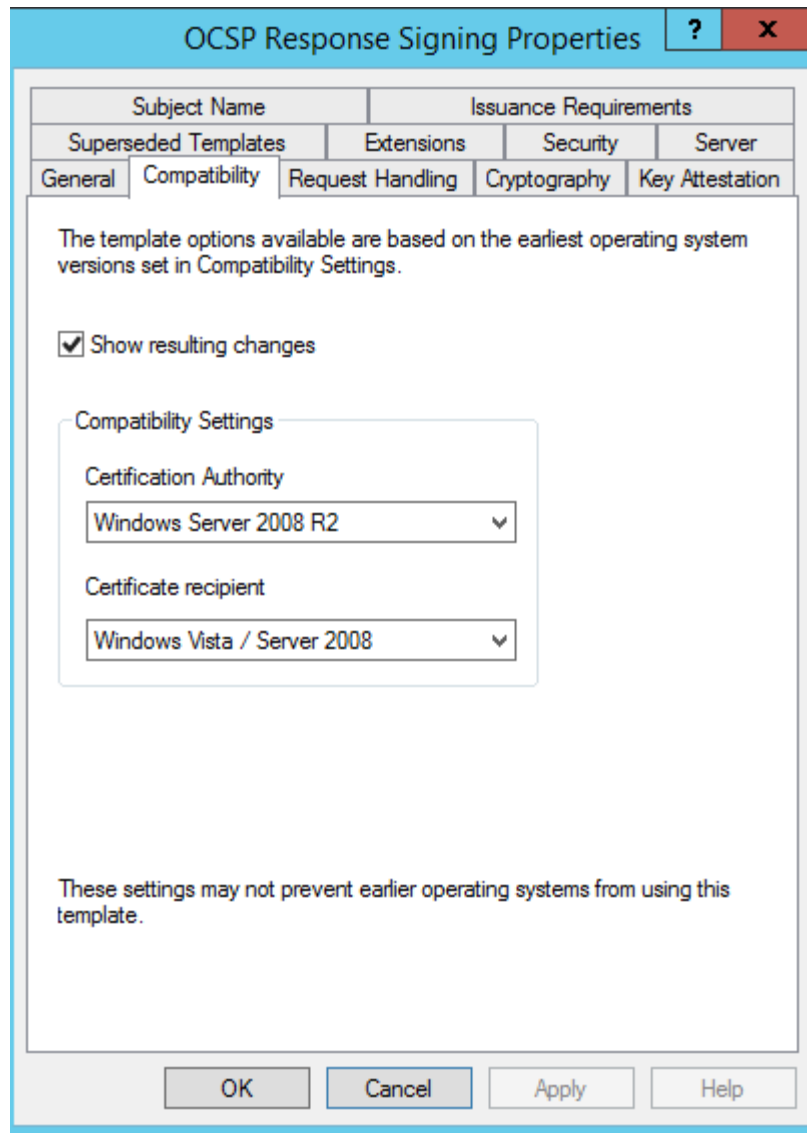 OCSP Response Signing Properties
?
x
Subject Name
Issuance Requirements
Superseded Templates
Extensions
Security
Server
General
Compatibility
Request Handling
Cryptography
Key Attestation
The template options available are based on the earliest operating system
versions set in Compatibility Settings.
Show resulting changes
Compatibility Settings
Certification Authority
Windows Server 2008 R2
Certificate recipient
Windows Vista / Server 2008
These settings may not prevent earlier operating systems from using this
template.
OK
Cancel
Apply
Help